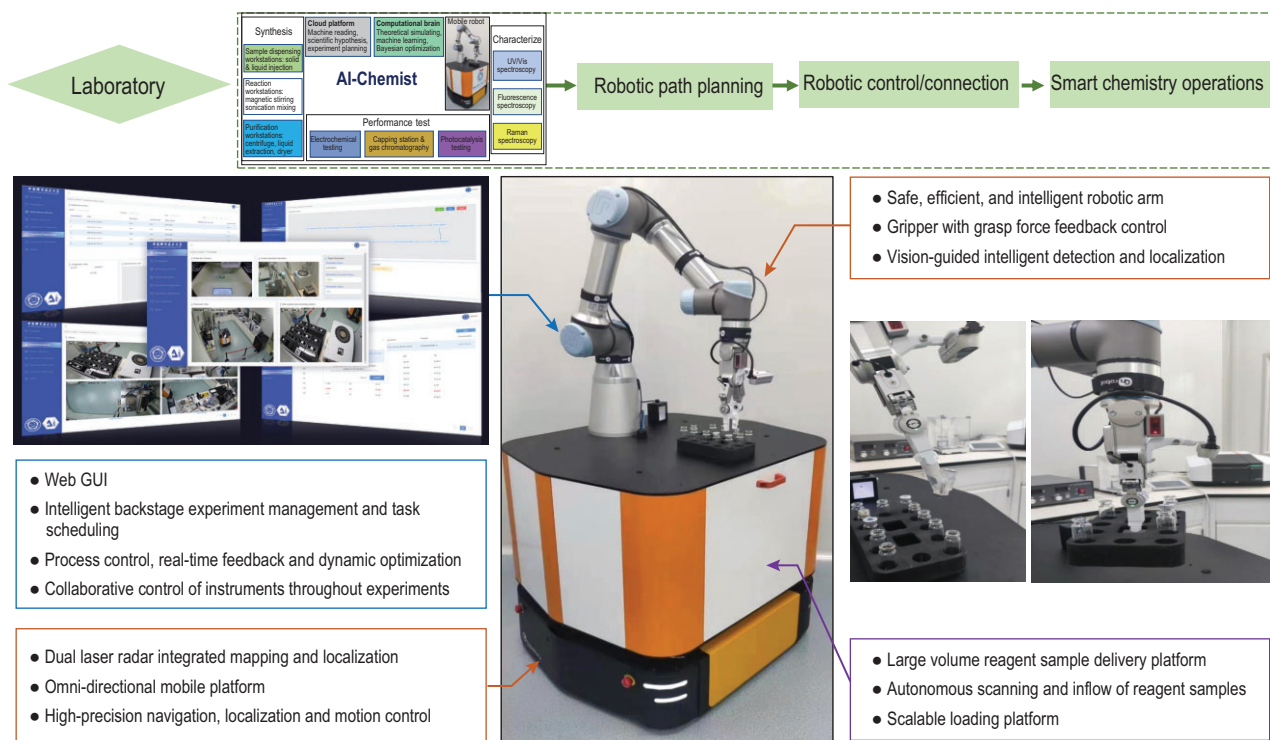 Laboratory
Synthesis
Sample dispensing
workstations: solid
& liquid injection
Reaction
workstations:
magnetic stirring
sonication mixing
Purification
workstations:
centrifuge, liquid
extraction, dryer
Cloud platform
Machine reading,
scientific hypothesis,
experiment planning
Computational brain
Theoretical simulating,
machine learning,
Bayesian optimization
Mobile robot
AI-Chemist
Performance test
Electrochemical
testing
Capping station &
gas chromatography
Photocatalysis
testing
Characterize
UV/Vis
spectroscopy
Fluorescence
spectroscopy
Raman
spectroscopy
Robotic path planning
Robotic control/connection
Smart chemistry operations
● Safe, efficient, and intelligent robotic arm
● Gripper with grasp force feedback control
● Vision-guided intelligent detection and localization
● Web GUI
● Intelligent backstage experiment management and task
scheduling
● Process control, real-time feedback and dynamic optimization
● Collaborative control of instruments throughout experiments
● Dual laser radar integrated mapping and localization
● Omni-directional mobile platform
● High-precision navigation, localization and motion control
● Large volume reagent sample delivery platform
● Autonomous scanning and inflow of reagent samples
● Scalable loading platform